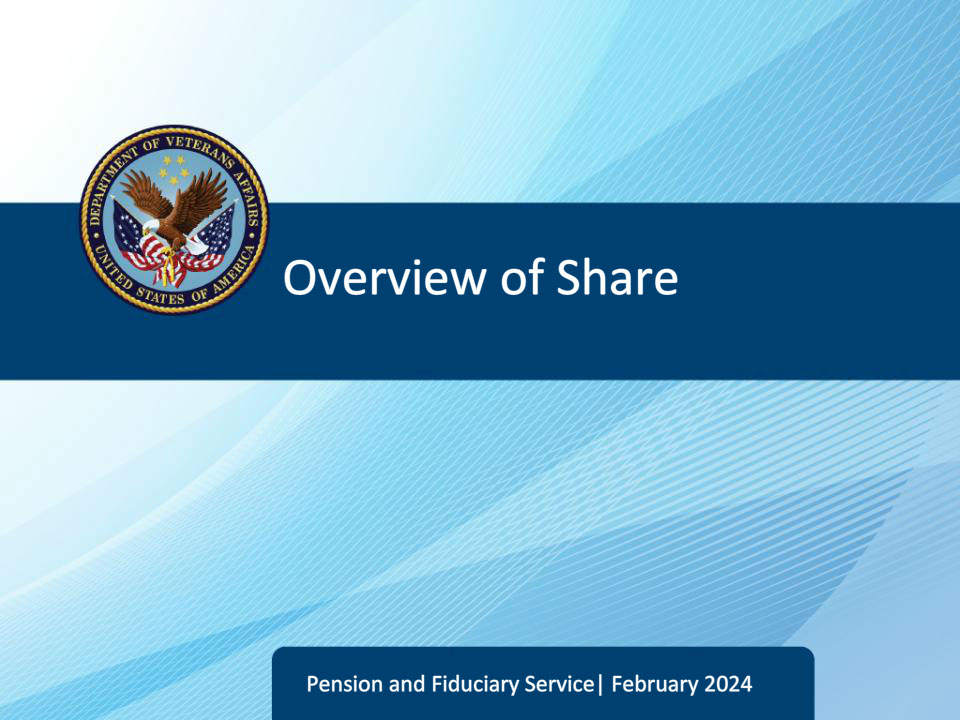 DEPARTMENT OF VETERANS AFFAIRS
UNITED STATES OF AMERICA
Overview of Share
Pension and Fiduciary Service| February 2024